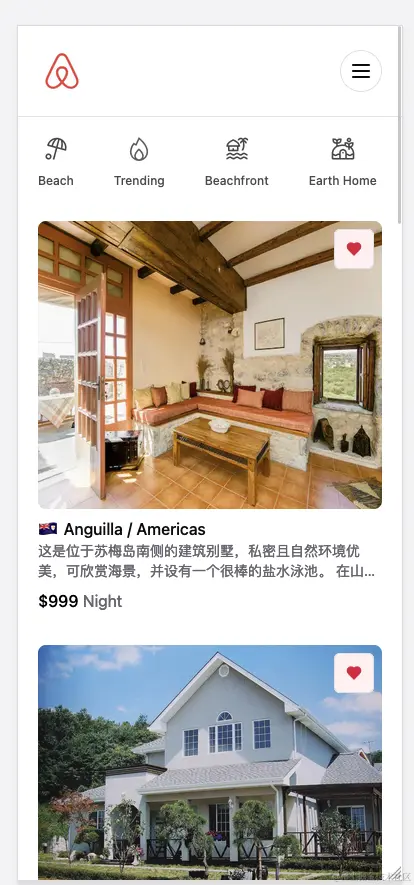 Beach Trending Beachfront Earth Home
Anguilla / Americas
这是位于苏梅岛南侧的建筑别墅，私密且自然环境优
美，可欣赏海景，并设有一个很棒的盐水泳池。 在山...
$999 Night